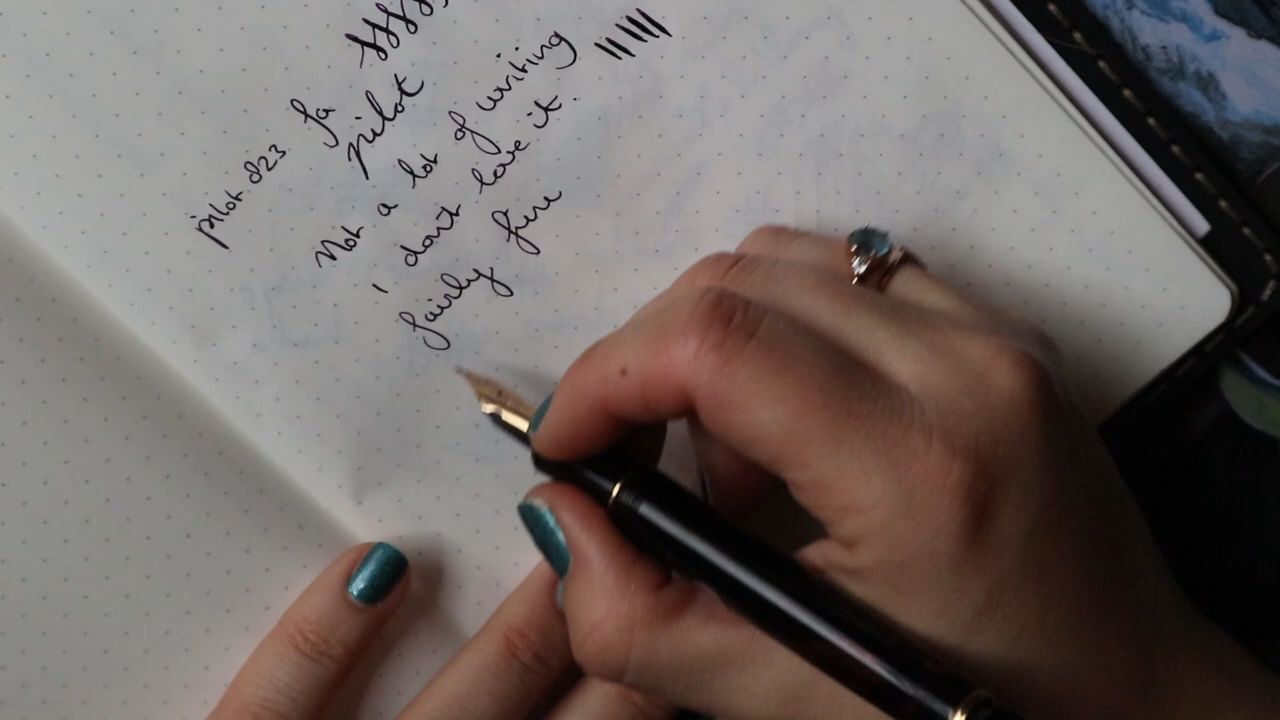 pilot 823 fa
pilot
Not a lot of writing
i don't love it.
fairly fine